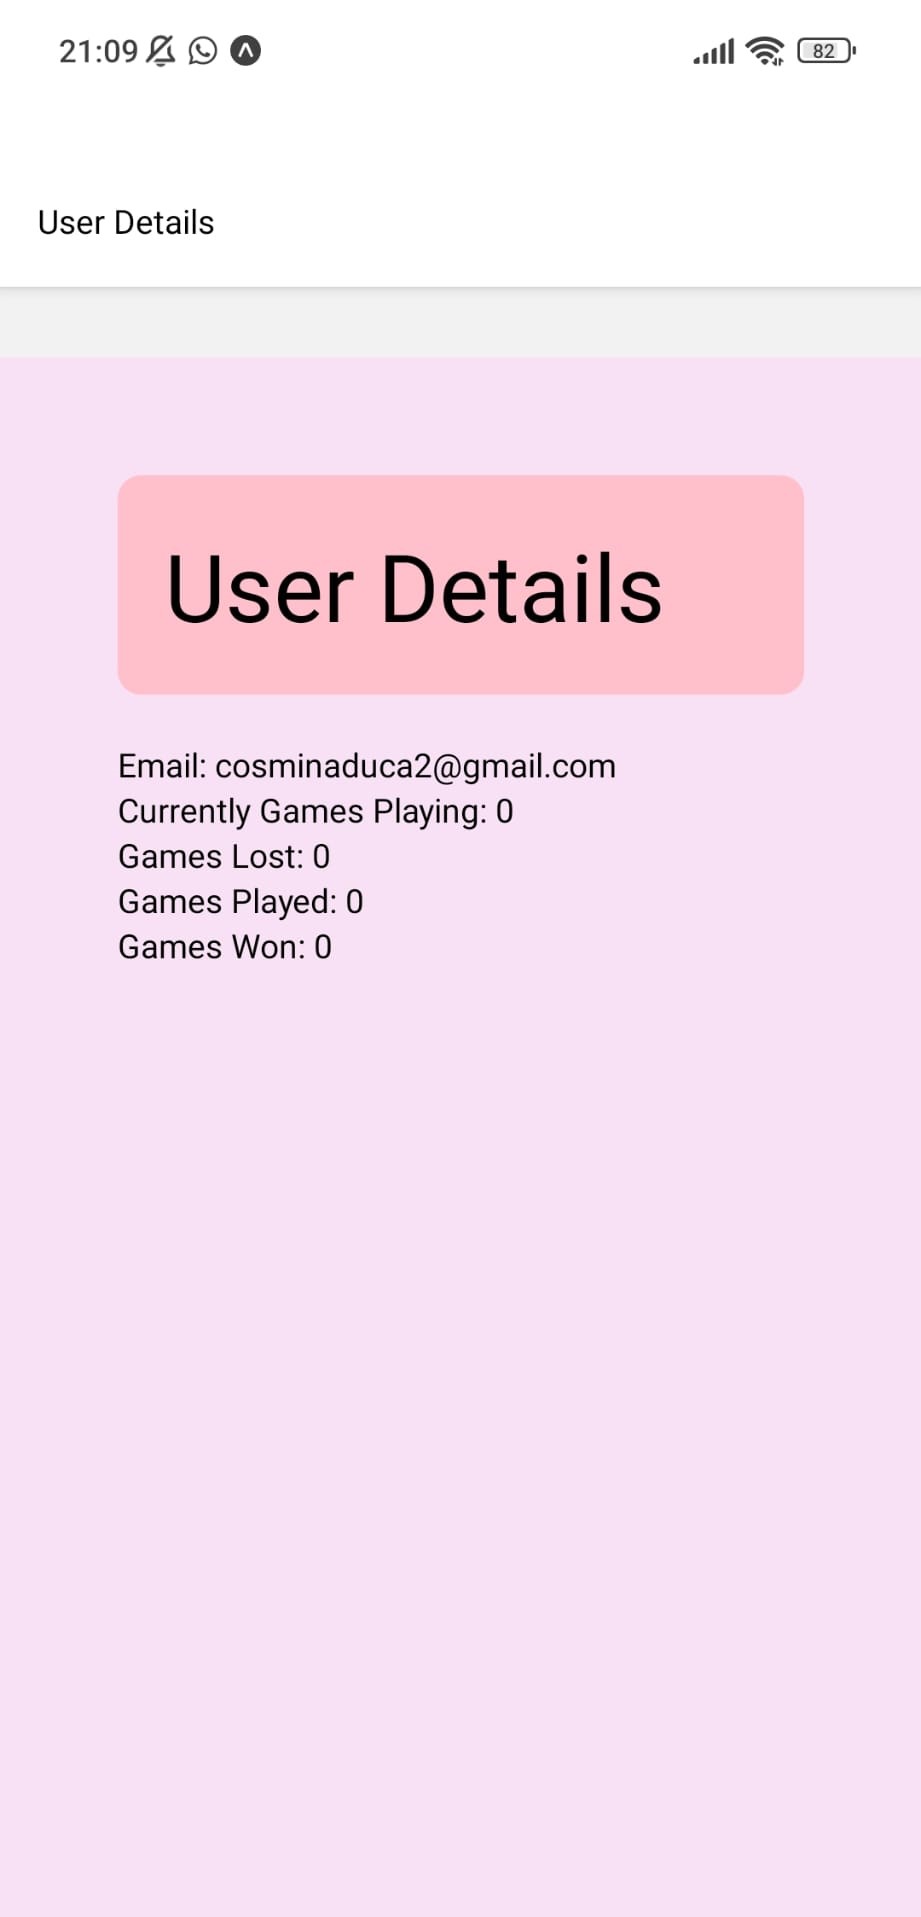 21:09
82
User Details
User Details
Email: cosminaduca2@gmail.com
Currently Games Playing: 0
Games Lost: 0
Games Played: 0
Games Won: 0